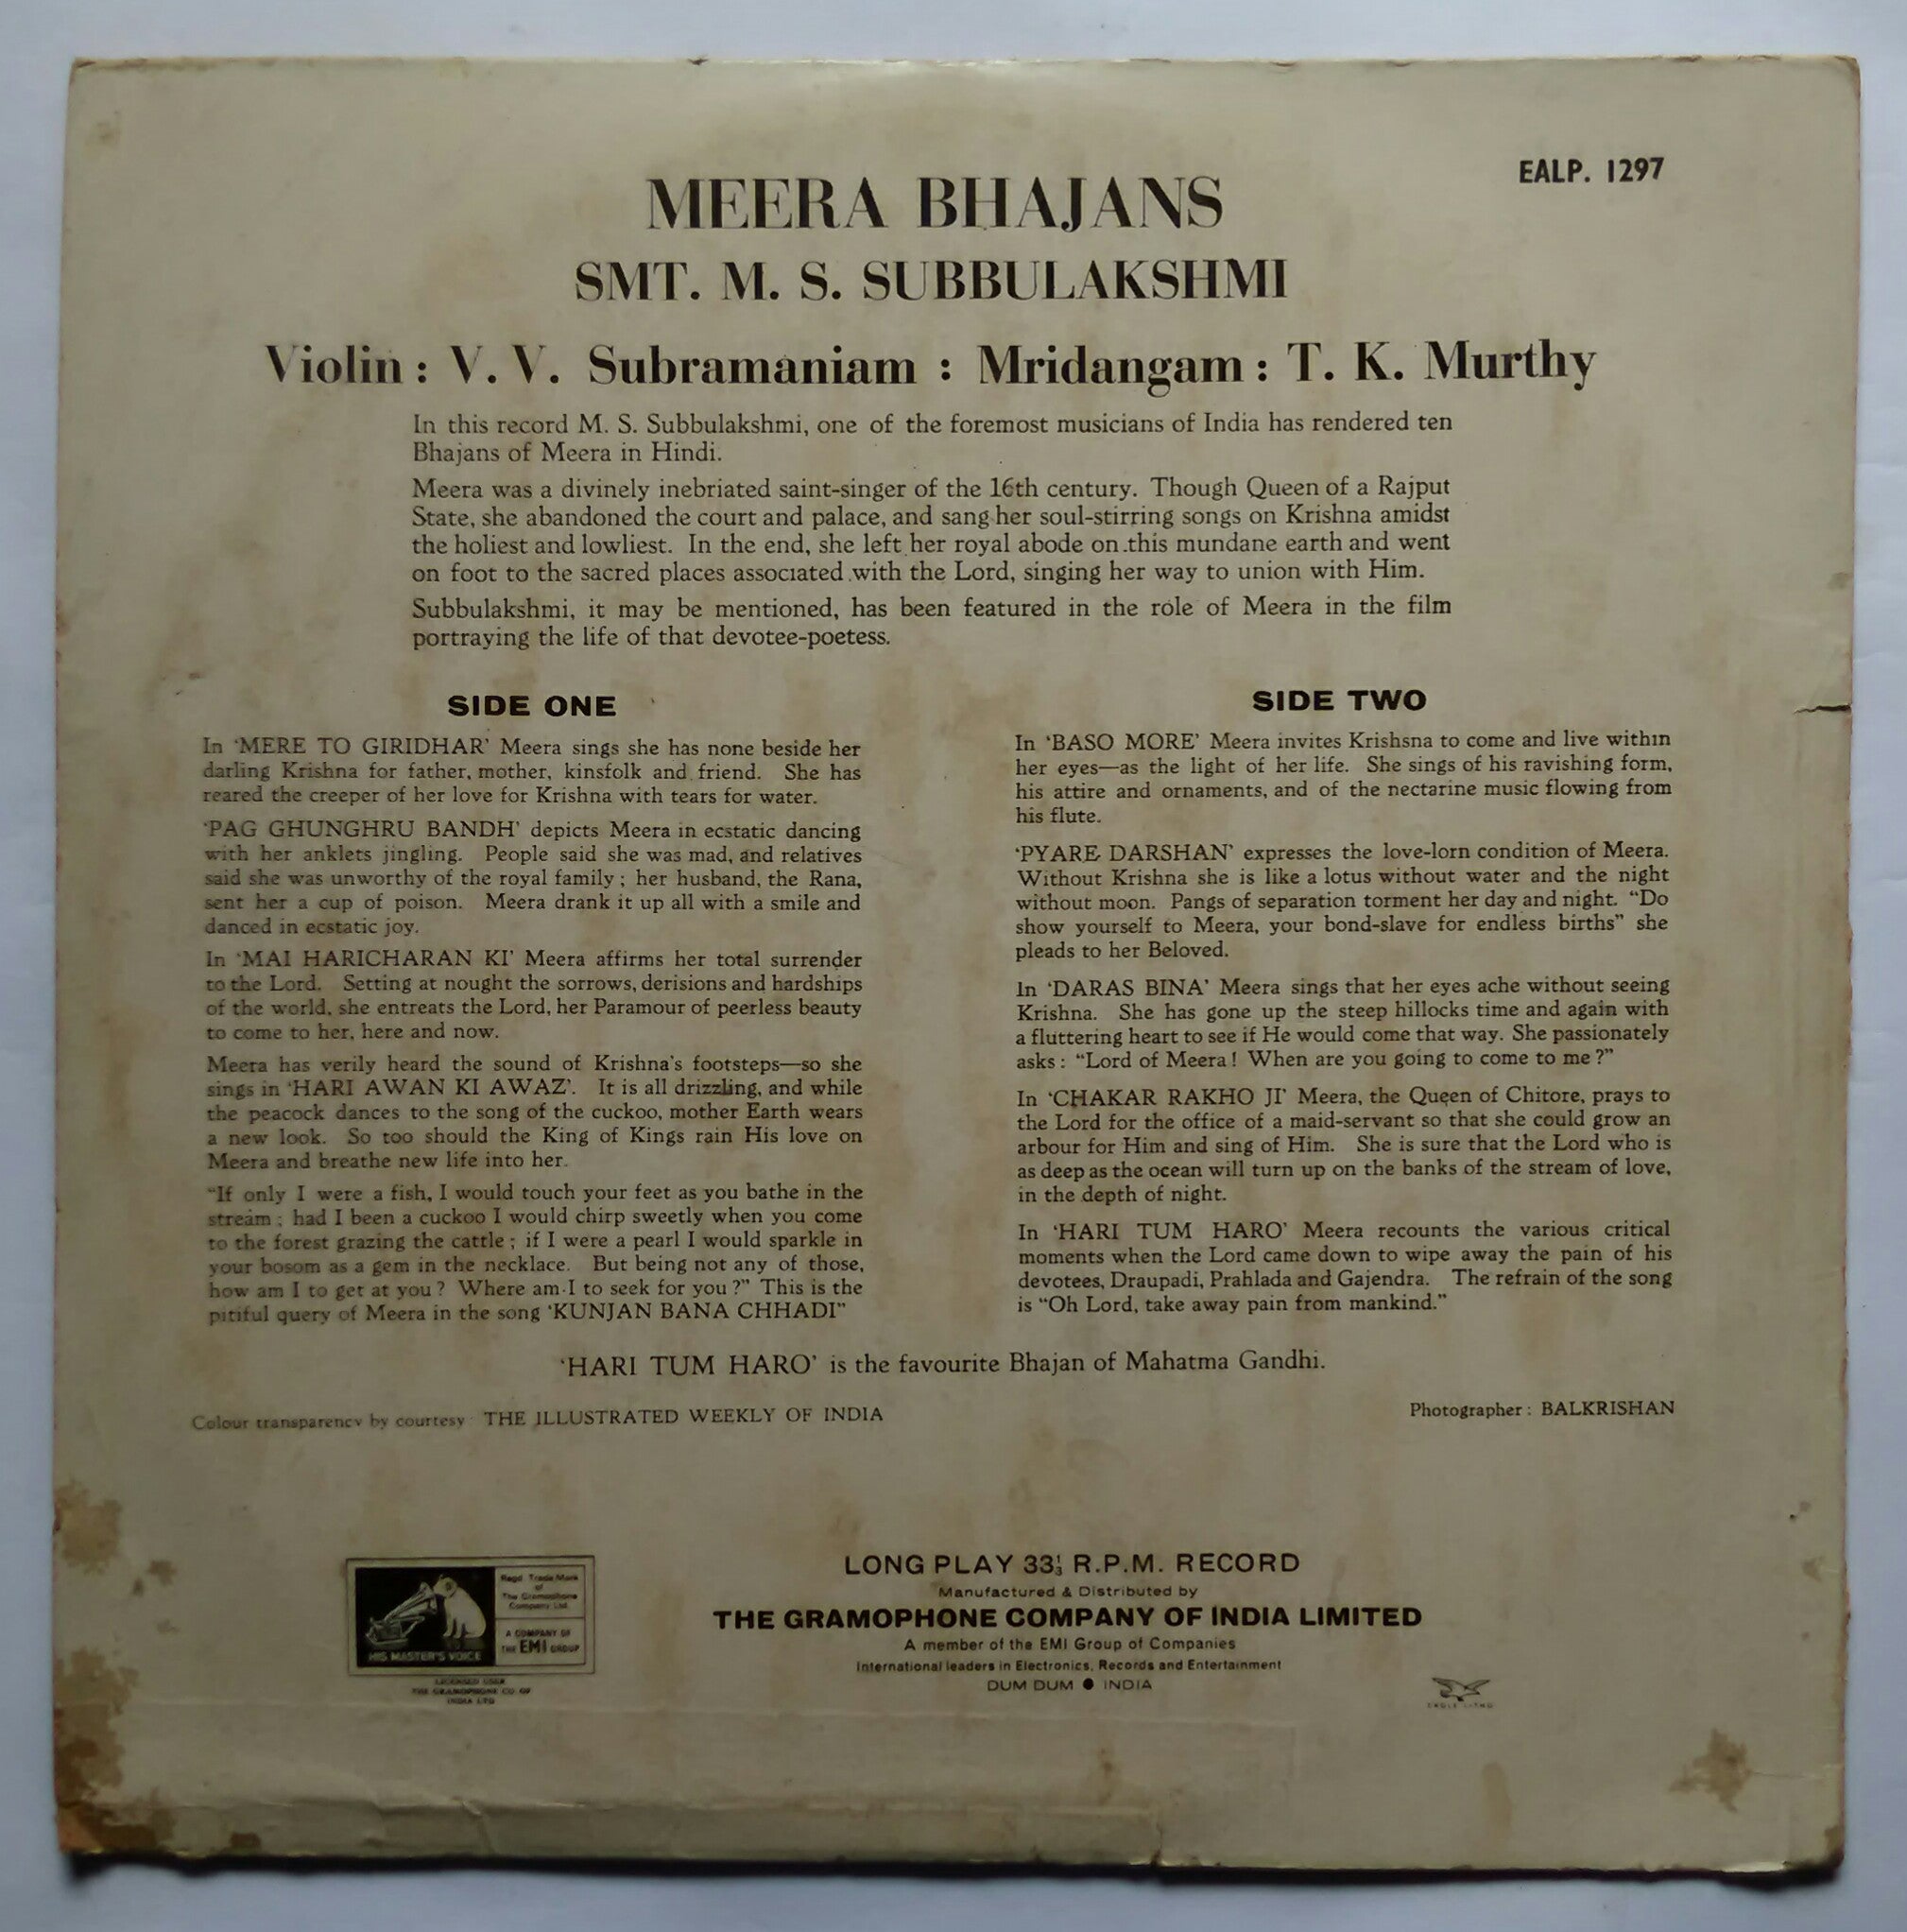 EALP. 1297
MEERA BHAJANS
SMT. M. S. SUBBULAKSHMI
Violin : V. V. Subramaniam : Mridangam : T. K. Murthy
In this record M. S. Subbulakshmi, one of the foremost musicians of India has rendered ten
Bhajans of Meera in Hindi.
Meera was a divinely inebriated saint-singer of the 16th century. Though Queen of a Rajput
State, she abandoned the court and palace, and sang her soul-stirring songs on Krishna amidst
the holiest and lowliest. In the end, she left her royal abode on this mundane earth and went
on foot to the sacred places associated with the Lord, singing her way to union with Him.
Subbulakshmi, it may be mentioned, has been featured in the role of Meera in the film
portraying the life of that devotee-poetess.
SIDE ONE
In ‘MERE TO GIRIDHAR’ Meera sings she has none beside her
darling Krishna for father, mother, kinsfolk and friend. She has
reared the creeper of her love for Krishna with tears for water.
‘PAG GHUNGHRU BANDH’ depicts Meera in ecstatic dancing
with her anklets jingling. People said she was mad, and relatives
said she was unworthy of the royal family ; her husband, the Rana,
sent her a cup of poison. Meera drank it up all with a smile and
danced in ecstatic joy.
In ‘MAI HARICHARAN KI’ Meera affirms her total surrender
to the Lord. Setting at nought the sorrows, derisions and hardships
of the world, she entreats the Lord, her Paramour of peerless beauty
to come to her, here and now.
Meera has verily heard the sound of Krishna's footsteps—so she
sings in ‘HARI AWAN KI AWAZ’. It is all drizzling, and while
the peacock dances to the song of the cuckoo, mother Earth wears
a new look. So too should the King of Kings rain His love on
Meera and breathe new life into her.
“If only I were a fish, I would touch your feet as you bathe in the
stream ; had I been a cuckoo I would chirp sweetly when you come
to the forest grazing the cattle ; if I were a pearl I would sparkle in
your bosom as a gem in the necklace. But being not any of those,
how am I to get at you ? Where am I to seek for you ?” This is the
pitiful query of Meera in the song ‘KUNJAN BANA CHHADI”
SIDE TWO
In ‘BASO MORE’ Meera invites Krishsna to come and live within
her eyes—as the light of her life. She sings of his ravishing form,
his attire and ornaments, and of the nectarine music flowing from
his flute.
‘PYARE DARSHAN’ expresses the love-lorn condition of Meera.
Without Krishna she is like a lotus without water and the night
without moon. Pangs of separation torment her day and night. “Do
show yourself to Meera, your bond-slave for endless births” she
pleads to her Beloved.
In ‘DARAS BINA’ Meera sings that her eyes ache without seeing
Krishna. She has gone up the steep hillocks time and again with
a fluttering heart to see if He would come that way. She passionately
asks : “Lord of Meera ! When are you going to come to me ?”
In ‘CHAKAR RAKHO JI’ Meera, the Queen of Chitore, prays to
the Lord for the office of a maid-servant so that she could grow an
arbour for Him and sing of Him. She is sure that the Lord who is
as deep as the ocean will turn up on the banks of the stream of love,
in the depth of night.
In ‘HARI TUM HARO’ Meera recounts the various critical
moments when the Lord came down to wipe away the pain of his
devotees, Draupadi, Prahlada and Gajendra. The refrain of the song
is “Oh Lord, take away pain from mankind.”
‘HARI TUM HARO’ is the favourite Bhajan of Mahatma Gandhi.
Colour transparency by courtesy THE ILLUSTRATED WEEKLY OF INDIA
Photographer : BALKRISHAN
HIS MASTER'S VOICE
Regd Trade Mark
of
The Gramophone
Company Ltd.
A COMPANY OF
THE EMI GROUP
LICENSED USER
THE GRAMOPHONE CO OF
INDIA LTD
LONG PLAY 33⅓ R.P.M. RECORD
Manufactured & Distributed by
THE GRAMOPHONE COMPANY OF INDIA LIMITED
A member of the EMI Group of Companies
International leaders in Electronics, Records and Entertainment
DUM DUM ● INDIA
EAGLE LITHO